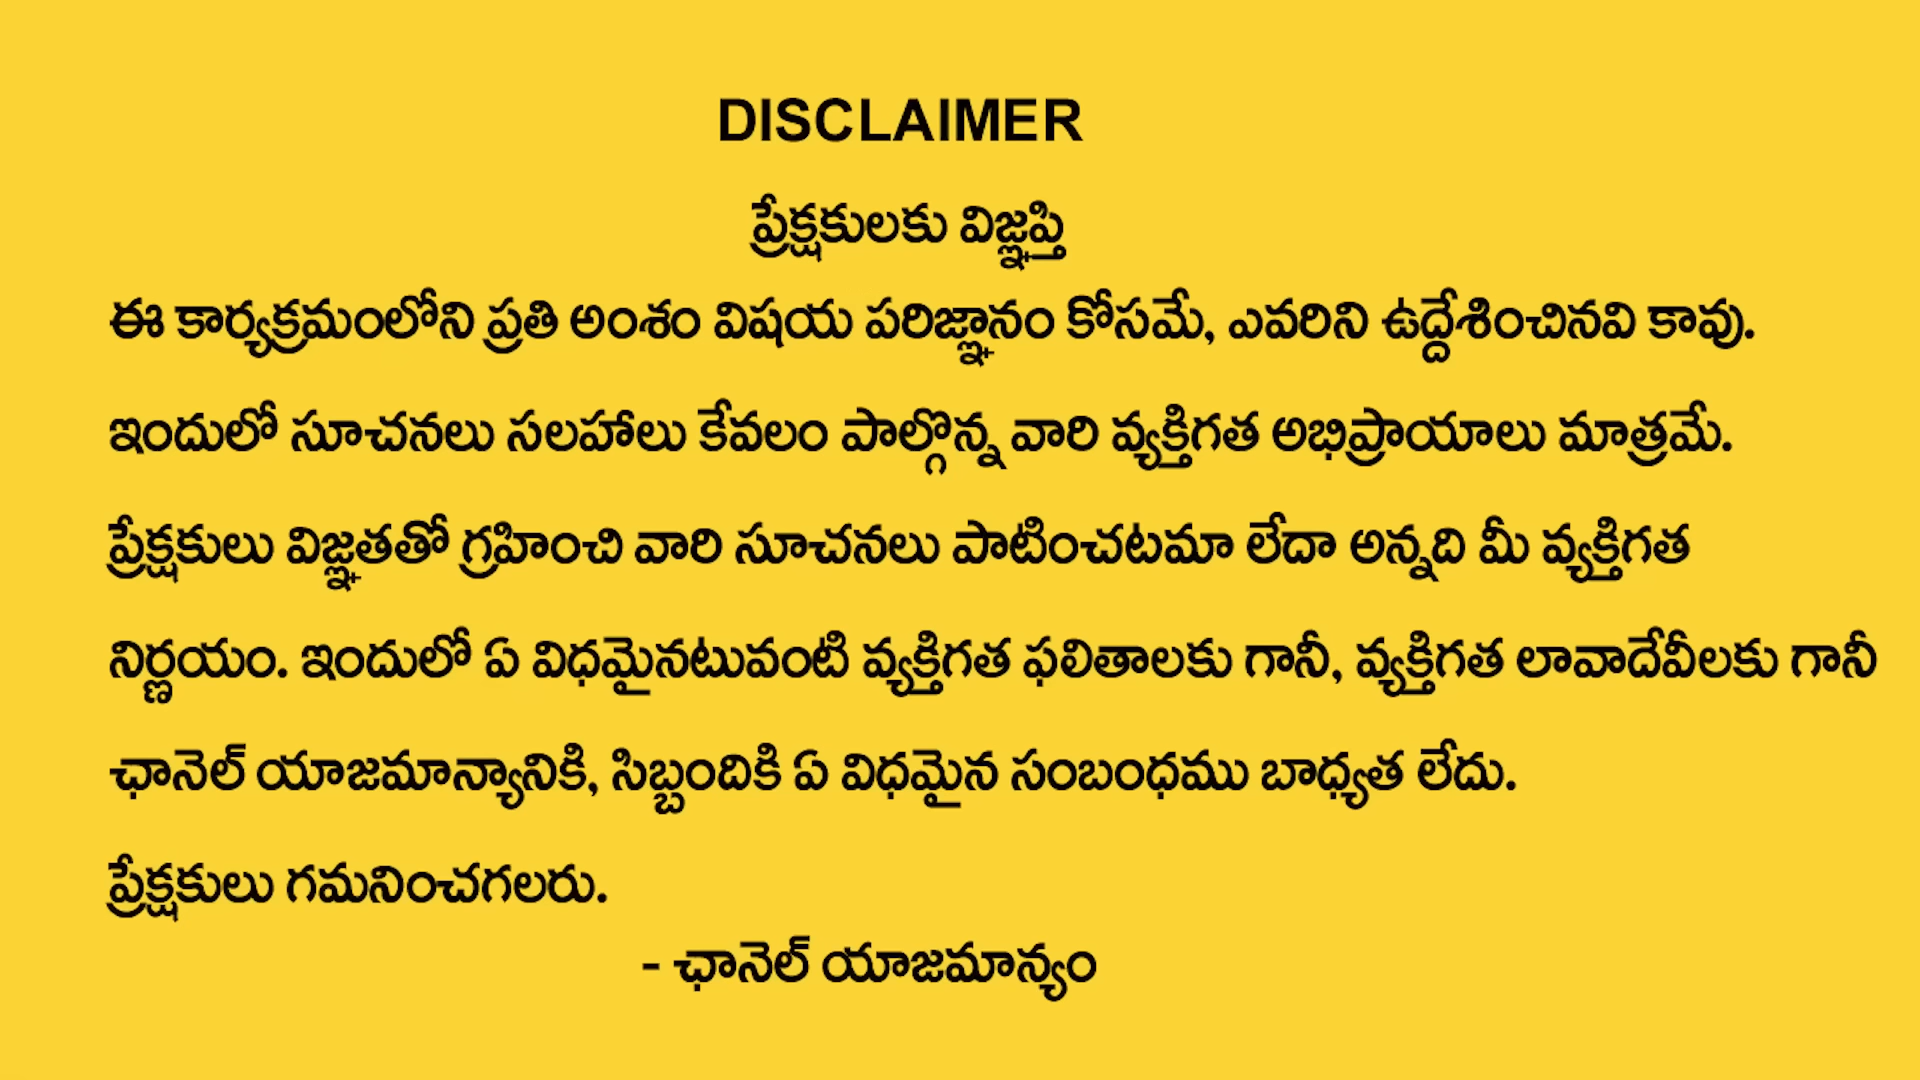 DISCLAIMER
ప్రేక్షకులకు విజ్ఞప్తి
ఈ కార్యక్రమంలోని ప్రతి అంశం విషయ పరిజ్ఞానం కోసమే, ఎవరిని ఉద్దేశించినవి కావు.
ఇందులో సూచనలు సలహాలు కేవలం పాల్గొన్న వారి వ్యక్తిగత అభిప్రాయాలు మాత్రమే.
ప్రేక్షకులు విజ్ఞతతో గ్రహించి వారి సూచనలు పాటించటమా లేదా అన్నది మీ వ్యక్తిగత
నిర్ణయం. ఇందులో ఏ విధమైనటువంటి వ్యక్తిగత ఫలితాలకు గానీ, వ్యక్తిగత లావాదేవీలకు గానీ
ఛానెల్ యాజమాన్యానికి, సిబ్బందికి ఏ విధమైన సంబంధము బాధ్యత లేదు.
ప్రేక్షకులు గమనించగలరు.
- ఛానెల్ యాజమాన్యం